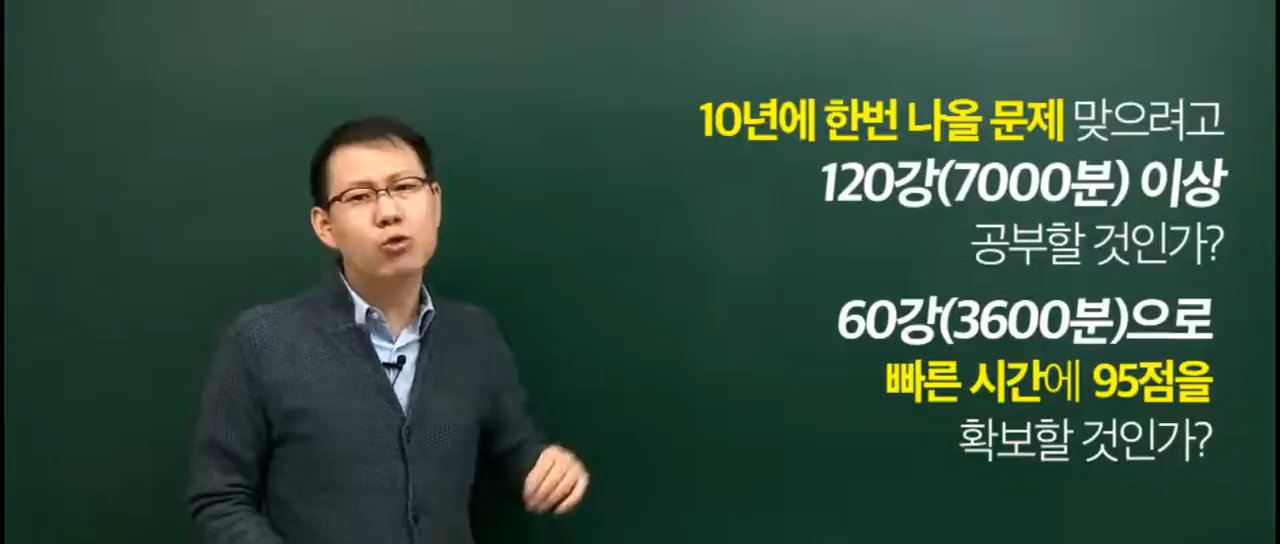 10년에 한번 나올 문제 맞으려고
120강(7000분) 이상
공부할 것인가?
60강(3600분)으로
빠른 시간에 95점을
확보할 것인가?